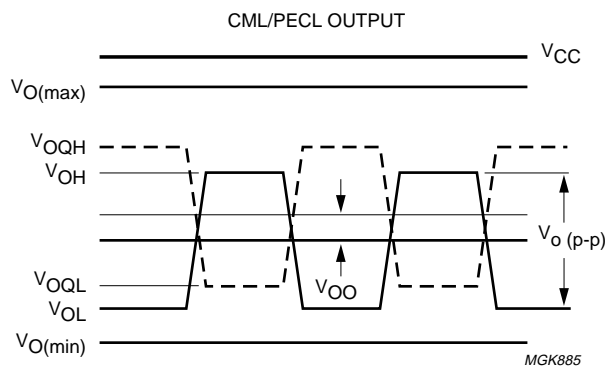 CML/PECL OUTPUT
VCC
VO(max)
VOQH
VOH
Vo (p-p)
VOQL
VOO
VOL
VO(min)
MGK885